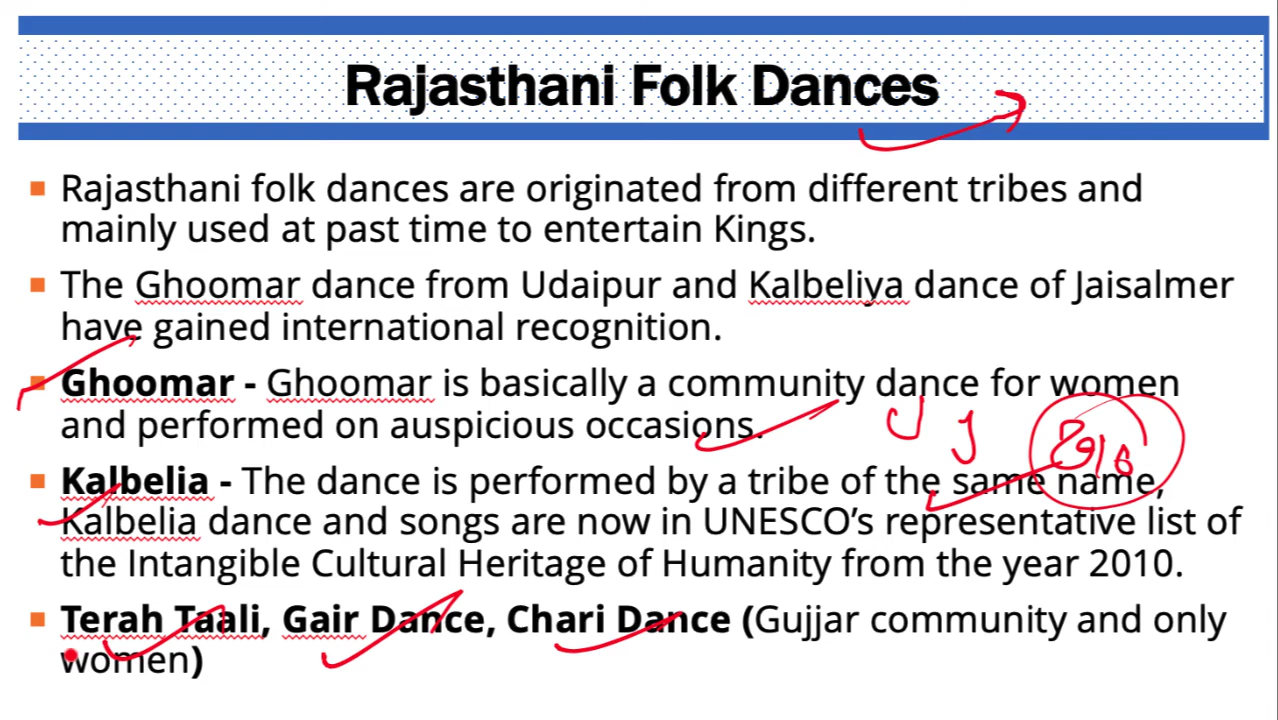 Rajasthani Folk Dances
Rajasthani folk dances are originated from different tribes and
mainly used at past time to entertain Kings.
The Ghoomar dance from Udaipur and Kalbeliya dance of Jaisalmer
have gained international recognition.
Ghoomar - Ghoomar is basically a community dance for women
and performed on auspicious occasions.
Kalbelia - The dance is performed by a tribe of the same name,
Kalbelia dance and songs are now in UNESCO’s representative list of
the Intangible Cultural Heritage of Humanity from the year 2010.
Terah Taali, Gair Dance, Chari Dance (Gujjar community and only
women)